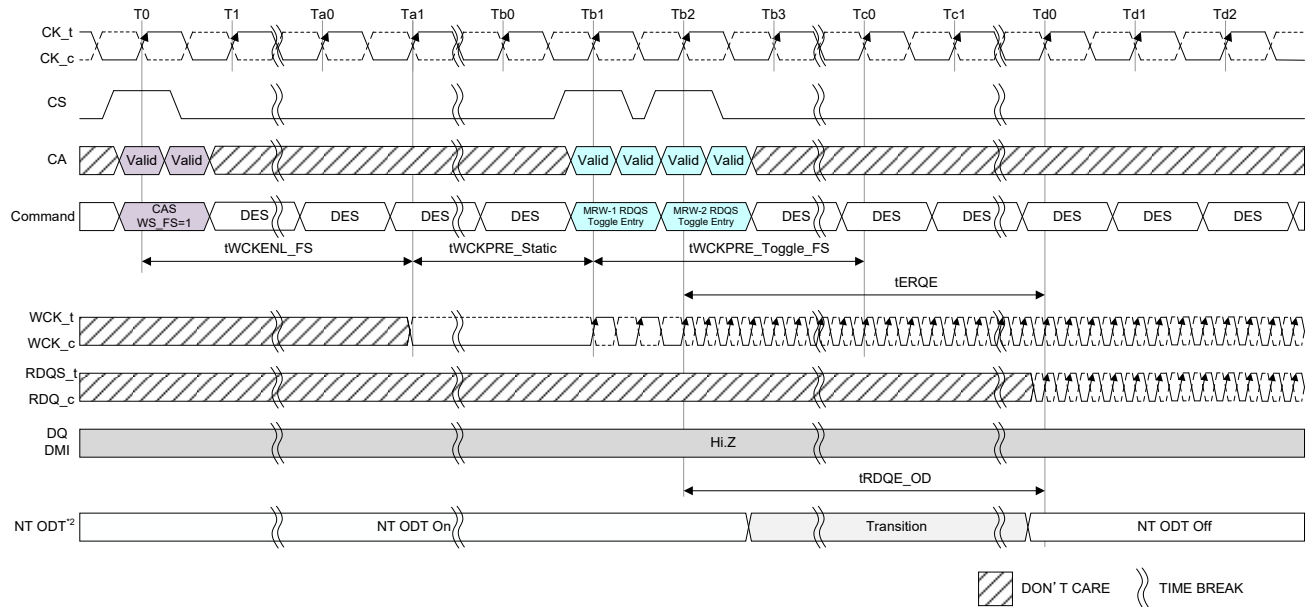 T0 T1 Ta0 Ta1 Tb0 Tb1 Tb2 Tb3 Tc0 Tc1 Td0 Td1 Td2
CK_t
CK_c
CS
CA Valid Valid Valid Valid Valid Valid
Command CAS WS_FS=1 DES DES DES DES MRW-1 RDQS Toggle Entry MRW-2 RDQS Toggle Entry DES DES DES DES DES DES
tWCKENL_FS tWCKPRE_Static tWCKPRE_Toggle_FS
tERQE
WCK_t
WCK_c
RDQS_t
RDQ_c
DQ
DMI
Hi.Z
tRDQE_OD
NT ODT*2 NT ODT On Transition NT ODT Off
DON'T CARE TIME BREAK